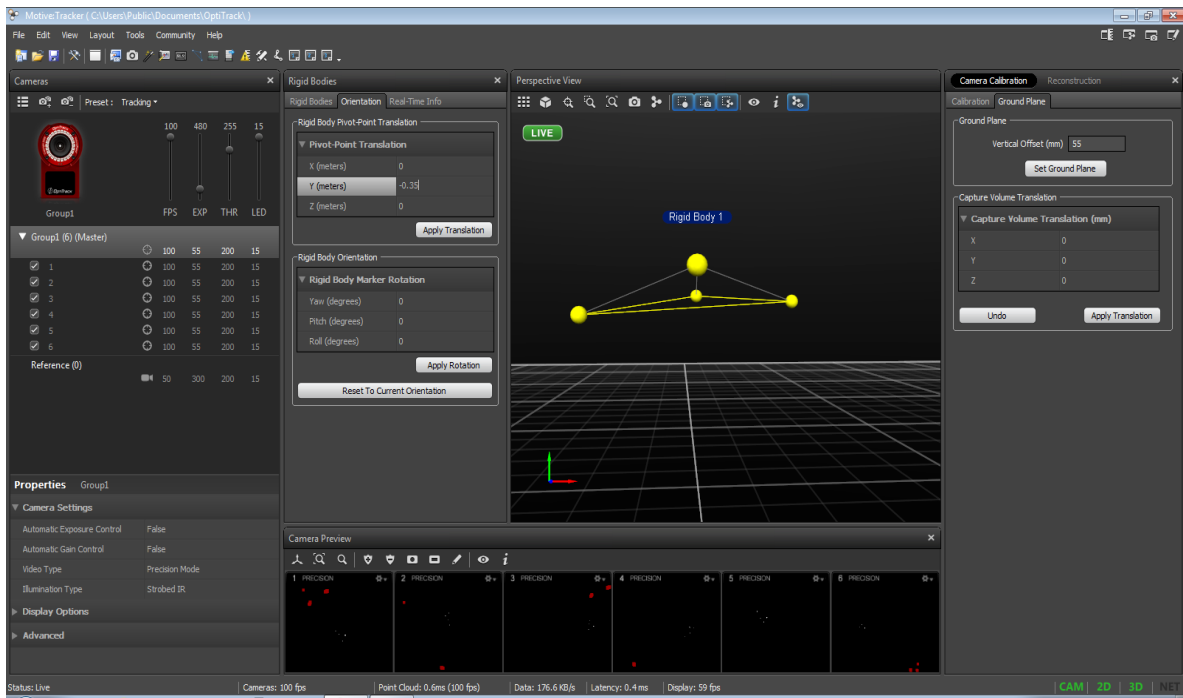 Motive:Tracker ( C:\Users\Public\Documents\OptiTrack\ )
File Edit View Layout Tools Community Help
Cameras
Preset : Tracking
100 480 255 15
OptiTrack
Group1 FPS EXP THR LED
Group1 (6) (Master)
100 55 200 15
1 100 55 200 15
2 100 55 200 15
3 100 55 200 15
4 100 55 200 15
5 100 55 200 15
6 100 55 200 15
Reference (0)
50 300 200 15
Properties Group1
Camera Settings
Automatic Exposure Control False
Automatic Gain Control False
Video Type Precision Mode
Illumination Type Strobed IR
Display Options
Advanced
Rigid Bodies
Rigid Bodies Orientation Real-Time Info
Rigid Body Pivot-Point Translation
Pivot-Point Translation
X (meters) 0
Y (meters) -0.35
Z (meters) 0
Apply Translation
Rigid Body Orientation
Rigid Body Marker Rotation
Yaw (degrees) 0
Pitch (degrees) 0
Roll (degrees) 0
Apply Rotation
Reset To Current Orientation
Perspective View
LIVE
Rigid Body 1
Camera Preview
1 PRECISION
2 PRECISION
3 PRECISION
4 PRECISION
5 PRECISION
6 PRECISION
Camera Calibration Reconstruction
Calibration Ground Plane
Ground Plane
Vertical Offset (mm) 55
Set Ground Plane
Capture Volume Translation
Capture Volume Translation (mm)
X 0
Y 0
Z 0
Undo Apply Translation
Status: Live Cameras: 100 fps Point Cloud: 0.6ms (100 fps) Data: 176.6 KB/s Latency: 0.4 ms Display: 59 fps CAM 2D 3D NET